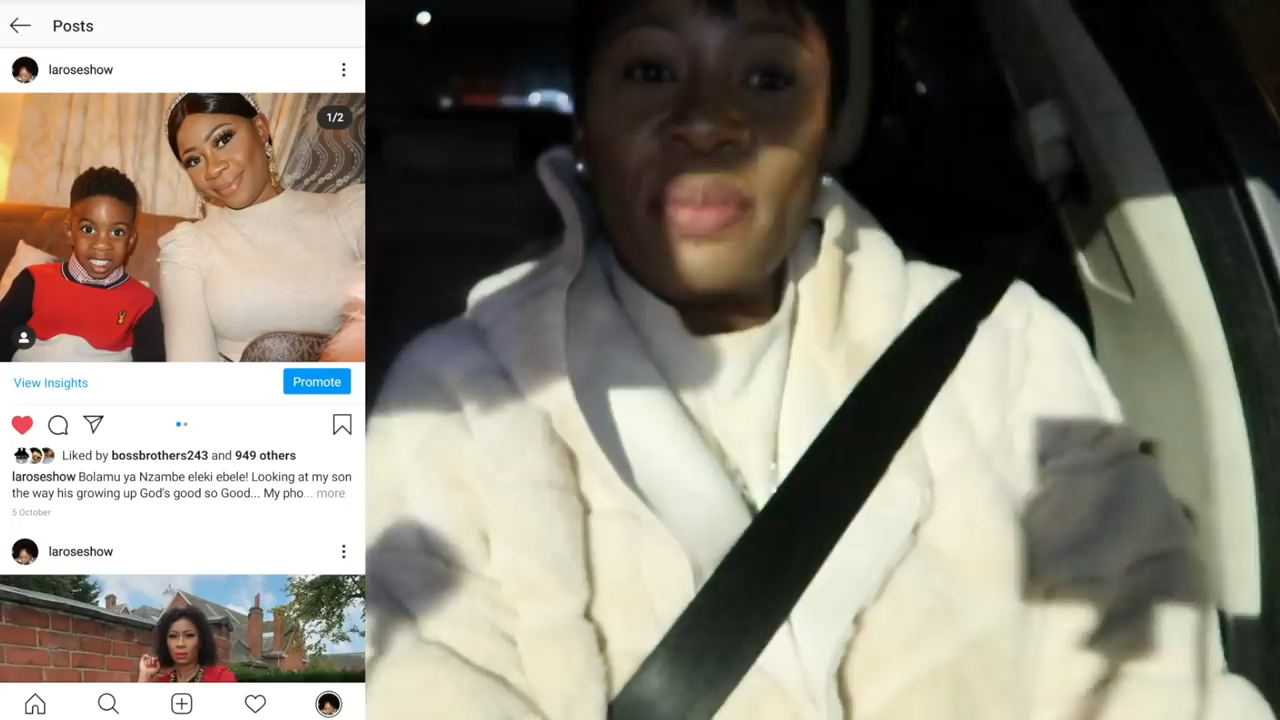 Posts
laroseshow
1/2
View Insights
Promote
Liked by bossbrothers243 and 949 others
laroseshow Bolamu ya Nzambe eleki ebele! Looking at my son
the way his growing up God's good so Good... My pho... more
5 October
laroseshow